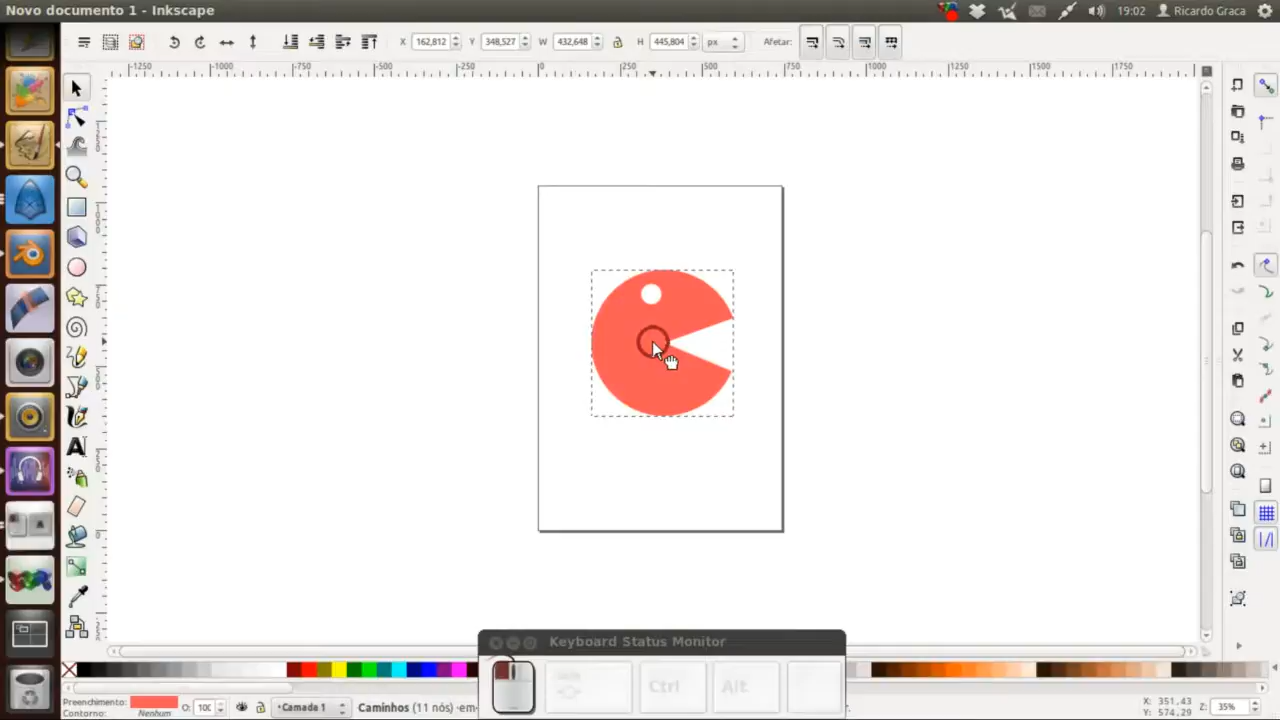 Novo documento 1 - Inkscape
19:02
Ricardo Graca
X 162,812 Y 348,527 W 432,648 H 445,804 px Afetar:
-1250 -1000 -750 -500 -250 0 250 500 750 1000 1250 1500 1750
Keyboard Status Monitor
Ctrl Alt
Preenchimento: O: 100 Camada 1 Caminhos (11 nós)
Contorno: Nenhum
X: 351,43
Y: 574,29
Z: 35%